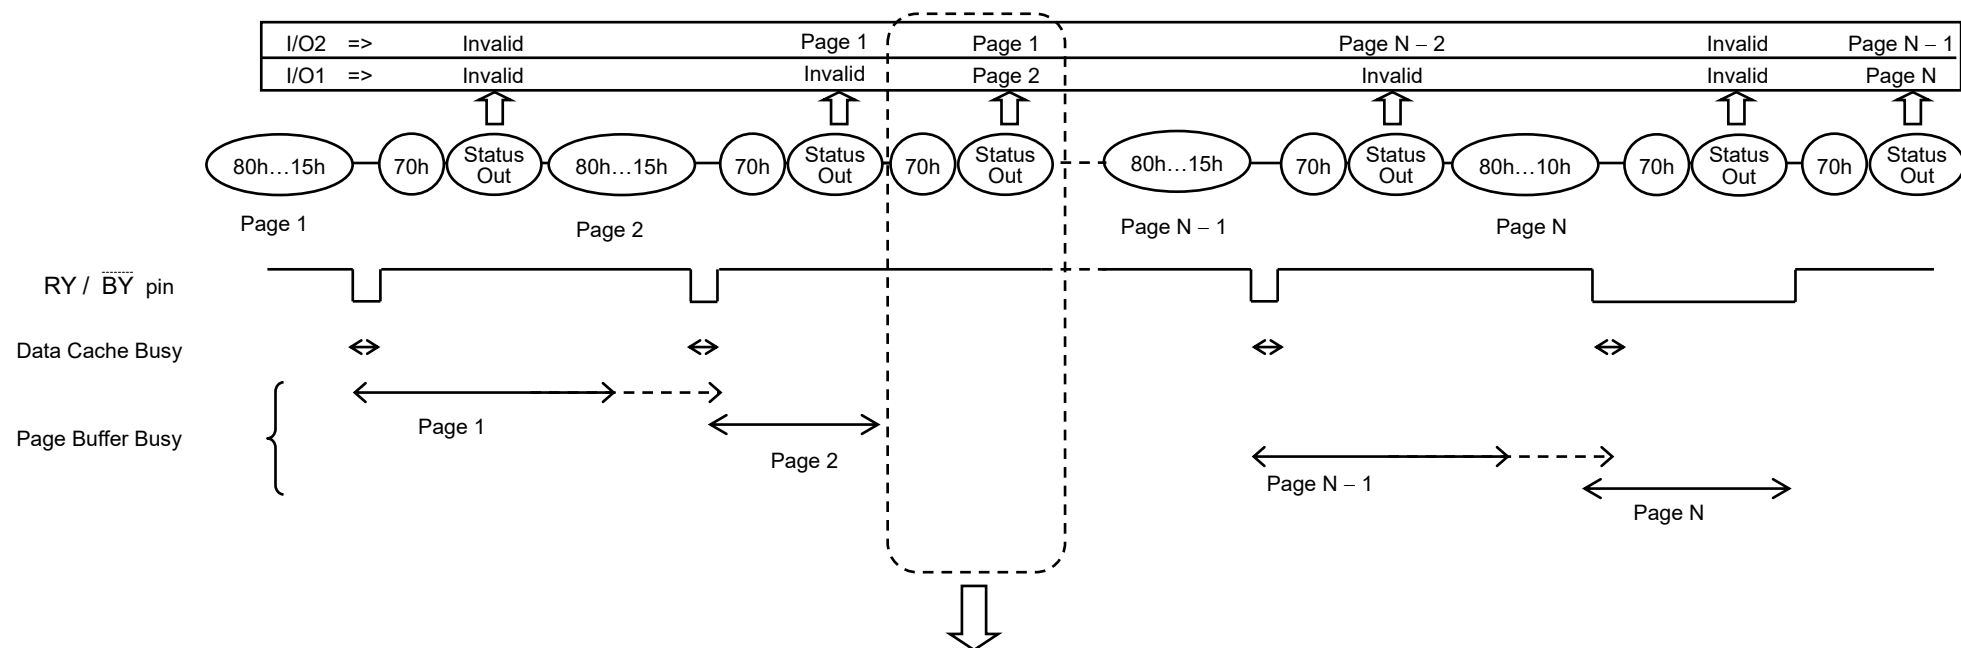 I/O2 => Invalid Page 1 Page 1 Page N − 2 Invalid Page N − 1
I/O1 => Invalid Invalid Page 2 Invalid Invalid Page N
80h…15h 70h Status Out 80h…15h 70h Status Out 70h Status Out 80h…15h 70h Status Out 80h…10h 70h Status Out 70h Status Out
Page 1 Page 2 Page N − 1 Page N
RY / BY pin
Data Cache Busy
Page Buffer Busy
Page 1
Page 2
Page N − 1
Page N